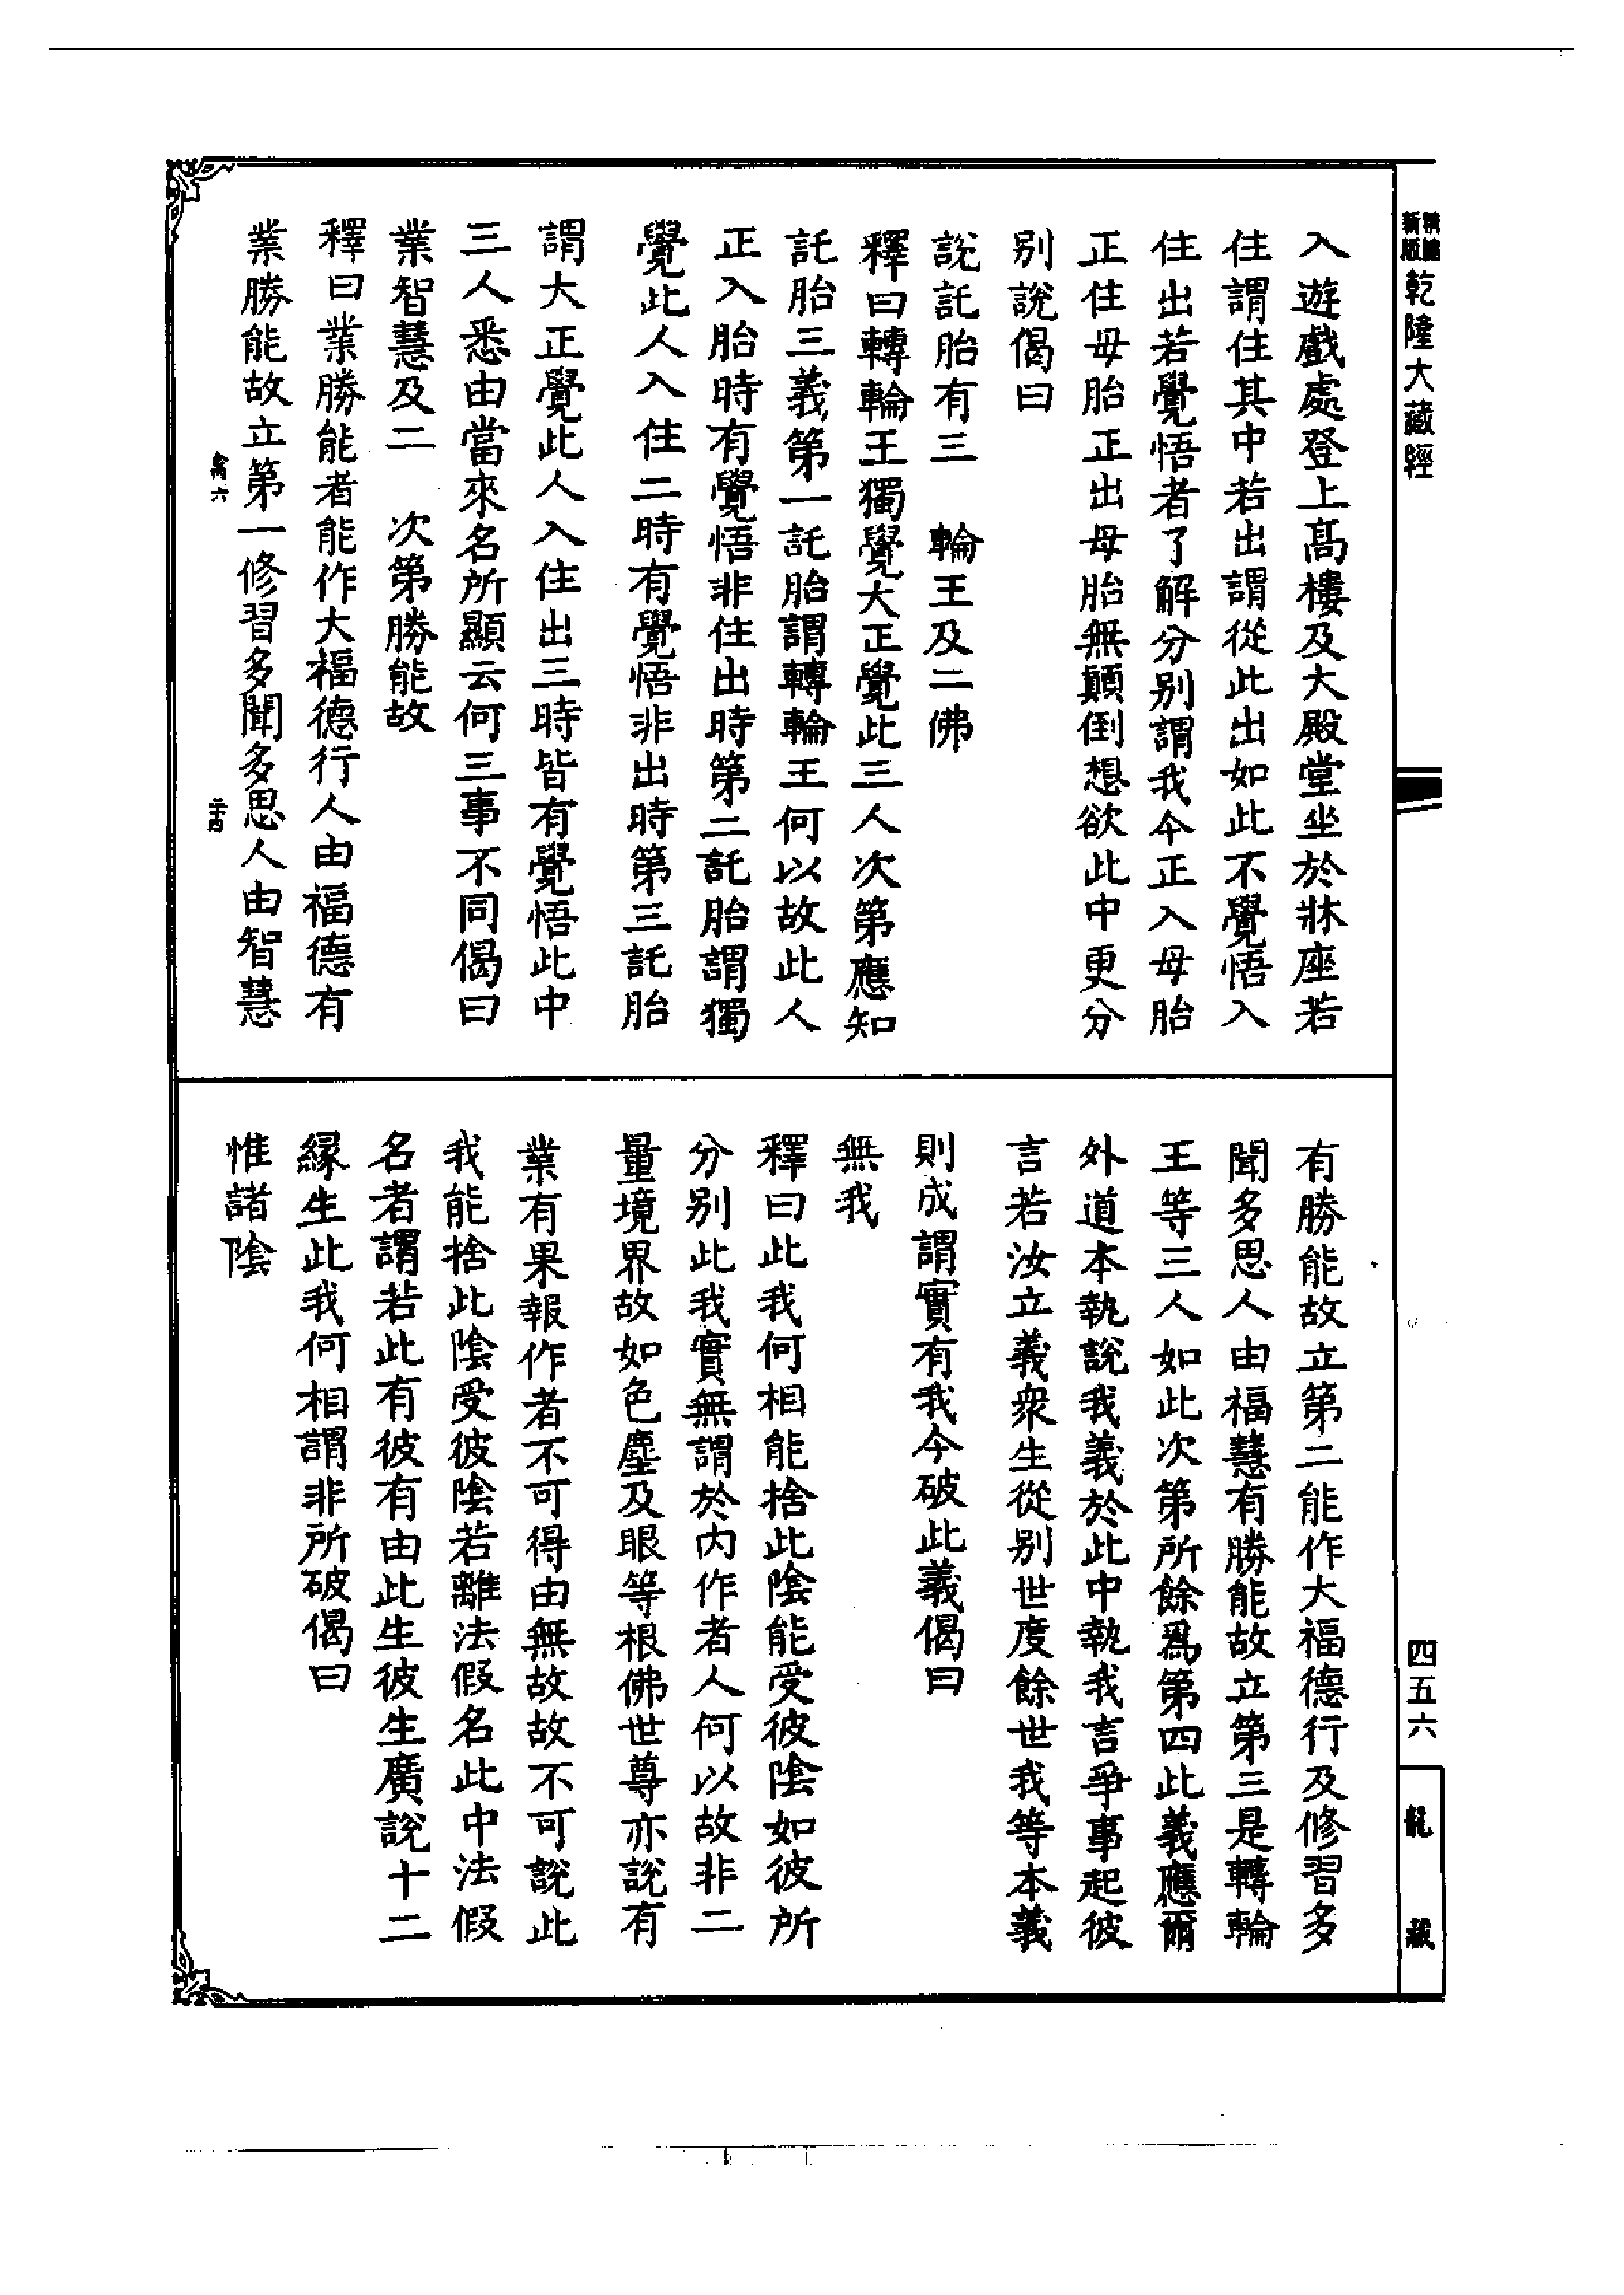 新編
新版
乾隆大藏經
入遊戲處登上高樓及大殿堂坐於牀座若
住謂住其中若出謂從此出如此不覺悟入
住出若覺悟者了解分別謂我今正入母胎
正住母胎正出母胎無顛倒想欲此中更分
別說偈曰
說託胎有三　輪王及二佛
釋曰轉輪王獨覺大正覺此三人次第應知
託胎三義第一託胎謂轉輪王何以故此人
正入胎時有覺悟非住出時第二託胎謂獨
覺此人入住二時有覺悟非出時第三託胎
謂大正覺此人入住出三時皆有覺悟此中
三人悉由當來名所顯云何三事不同偈曰
業智慧及二　次第勝能故
釋曰業勝能者能作大福德行人由福德有
業勝能故立第一修習多聞多思人由智慧
禽六
二十四
有勝能故立第二能作大福德行及修習多
聞多思人由福慧有勝能故立第三是轉輪
王等三人如此次第所餘爲第四此義應爾
外道本執說我義於此中執我言爭事起彼
言若汝立義衆生從別世度餘世我等本義
則成謂實有我今破此義偈曰
無我
釋曰此我何相能捨此陰能受彼陰如彼所
分別此我實無謂於內作者人何以故非二
量境界故如色塵及眼等根佛世尊亦說有
業有果報作者不可得由無故故不可說此
我能捨此陰受彼陰若離法假名此中法假
名者謂若此有彼有由此生彼生廣說十二
緣生此我何相謂非所破偈曰
惟諸陰
四五六
龍藏